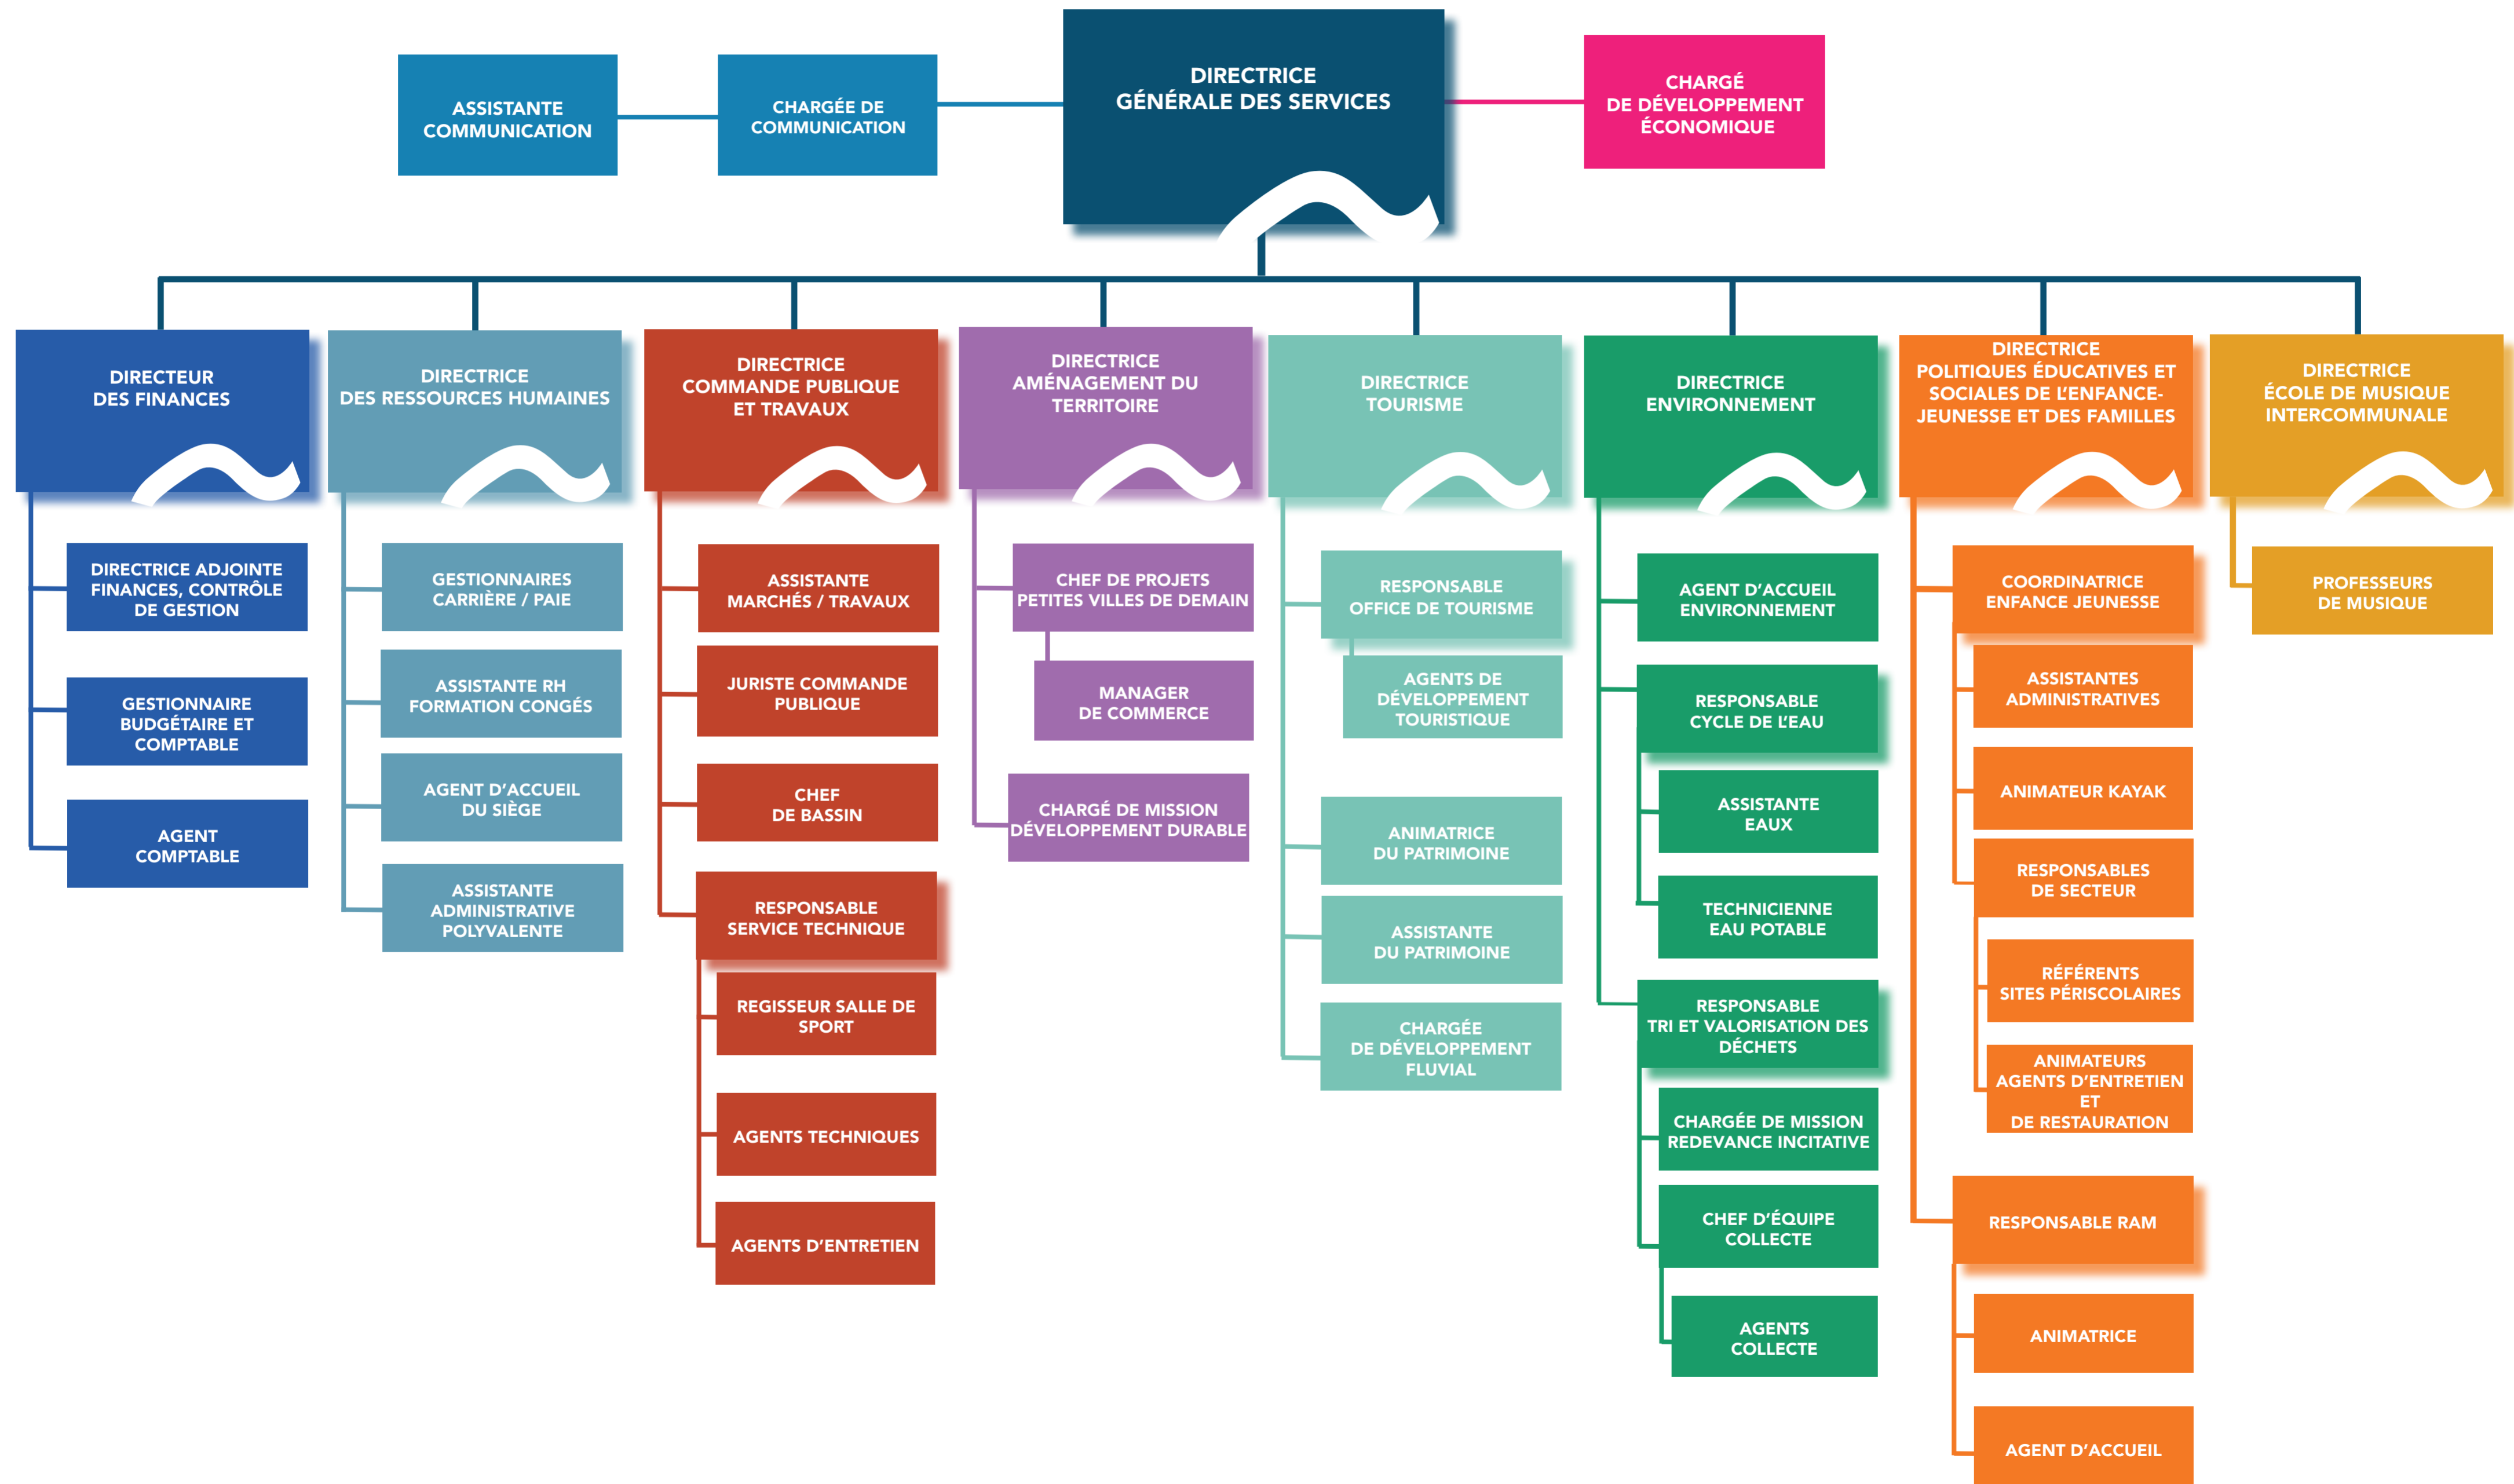 DIRECTRICE
GÉNÉRALE DES SERVICES
ASSISTANTE
COMMUNICATION
CHARGÉE DE
COMMUNICATION
CHARGÉ
DE DÉVELOPPEMENT
ÉCONOMIQUE
DIRECTEUR
DES FINANCES
DIRECTRICE ADJOINTE
FINANCES, CONTRÔLE
DE GESTION
GESTIONNAIRE
BUDGÉTAIRE ET
COMPTABLE
AGENT
COMPTABLE
DIRECTRICE
DES RESSOURCES HUMAINES
GESTIONNAIRES
CARRIÈRE / PAIE
ASSISTANTE RH
FORMATION CONGÉS
AGENT D’ACCUEIL
DU SIÈGE
ASSISTANTE
ADMINISTRATIVE
POLYVALENTE
DIRECTRICE
COMMANDE PUBLIQUE
ET TRAVAUX
ASSISTANTE
MARCHÉS / TRAVAUX
JURISTE COMMANDE
PUBLIQUE
CHEF
DE BASSIN
RESPONSABLE
SERVICE TECHNIQUE
REGISSEUR SALLE DE
SPORT
AGENTS TECHNIQUES
AGENTS D’ENTRETIEN
DIRECTRICE
AMÉNAGEMENT DU
TERRITOIRE
CHEF DE PROJETS
PETITES VILLES DE DEMAIN
MANAGER
DE COMMERCE
CHARGÉ DE MISSION
DÉVELOPPEMENT DURABLE
DIRECTRICE
TOURISME
RESPONSABLE
OFFICE DE TOURISME
AGENTS DE
DÉVELOPPEMENT
TOURISTIQUE
ANIMATRICE
DU PATRIMOINE
ASSISTANTE
DU PATRIMOINE
CHARGÉE
DE DÉVELOPPEMENT
FLUVIAL
DIRECTRICE
ENVIRONNEMENT
AGENT D’ACCUEIL
ENVIRONNEMENT
RESPONSABLE
CYCLE DE L’EAU
ASSISTANTE
EAUX
TECHNICIENNE
EAU POTABLE
RESPONSABLE
TRI ET VALORISATION DES
DÉCHETS
CHARGÉE DE MISSION
REDEVANCE INCITATIVE
CHEF D’ÉQUIPE
COLLECTE
AGENTS
COLLECTE
DIRECTRICE
POLITIQUES ÉDUCATIVES ET
SOCIALES DE L’ENFANCE-
JEUNESSE ET DES FAMILLES
COORDINATRICE
ENFANCE JEUNESSE
ASSISTANTES
ADMINISTRATIVES
ANIMATEUR KAYAK
RESPONSABLES
DE SECTEUR
RÉFÉRENTS
SITES PÉRISCOLAIRES
ANIMATEURS
AGENTS D’ENTRETIEN
ET
DE RESTAURATION
RESPONSABLE RAM
ANIMATRICE
AGENT D’ACCUEIL
DIRECTRICE
ÉCOLE DE MUSIQUE
INTERCOMMUNALE
PROFESSEURS
DE MUSIQUE